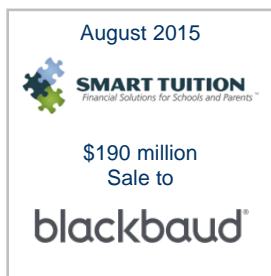 August 2015
SMART TUITION
Financial Solutions for Schools and Parents™
$190 million
Sale to
blackbaud®